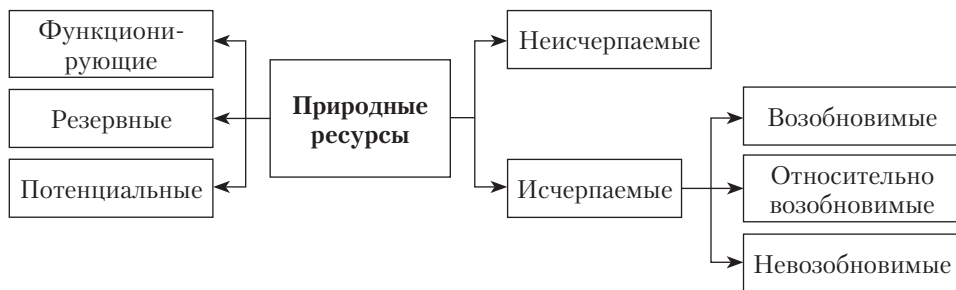 Функциони-
рующие
Резервные
Потенциальные
Природные
ресурсы
Неисчерпаемые
Исчерпаемые
Возобновимые
Относительно
возобновимые
Невозобновимые